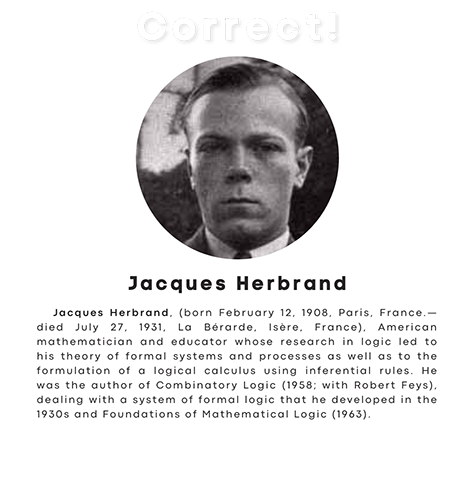 Correct!
Jacques Herbrand
Jacques Herbrand, (born February 12, 1908, Paris, France.—
died July 27, 1931, La Bérarde, Isère, France), American
mathematician and educator whose research in logic led to
his theory of formal systems and processes as well as to the
formulation of a logical calculus using inferential rules. He
was the author of Combinatory Logic (1958; with Robert Feys),
dealing with a system of formal logic that he developed in the
1930s and Foundations of Mathematical Logic (1963).